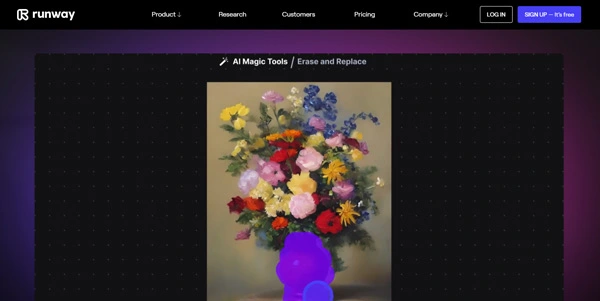 runway Product ↓ Research Customers Pricing Company ↓ LOG IN SIGN UP — It's free
AI Magic Tools / Erase and Replace